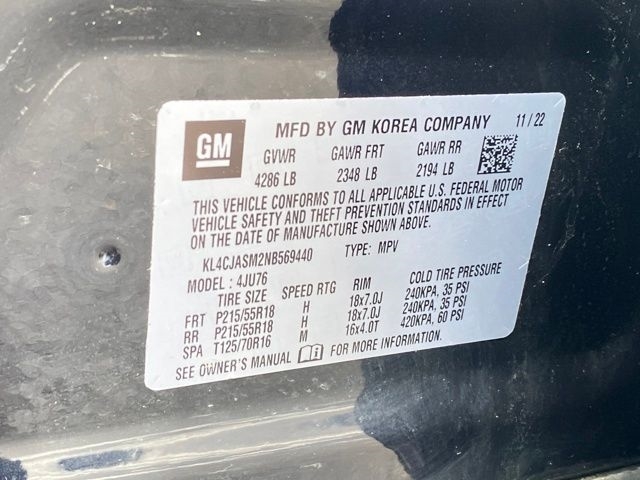 GM MFD BY GM KOREA COMPANY 11 / 22
GVWR GAWR FRT GAWR RR
4286 LB 2348 LB 2194 LB
THIS VEHICLE CONFORMS TO ALL APPLICABLE U.S. FEDERAL MOTOR
VEHICLE SAFETY AND THEFT PREVENTION STANDARDS IN EFFECT
ON THE DATE OF MANUFACTURE SHOWN ABOVE.
KL4CJASM2NB569440 TYPE: MPV
MODEL : 4JU76
TIRE SIZE SPEED RTG RIM COLD TIRE PRESSURE
FRT P215/55R18 H 18x7.0J 240KPA, 35 PSI
RR P215/55R18 H 18x7.0J 240KPA, 35 PSI
SPA T125/70R16 M 16x4.0T 420KPA, 60 PSI
SEE OWNER'S MANUAL FOR MORE INFORMATION.